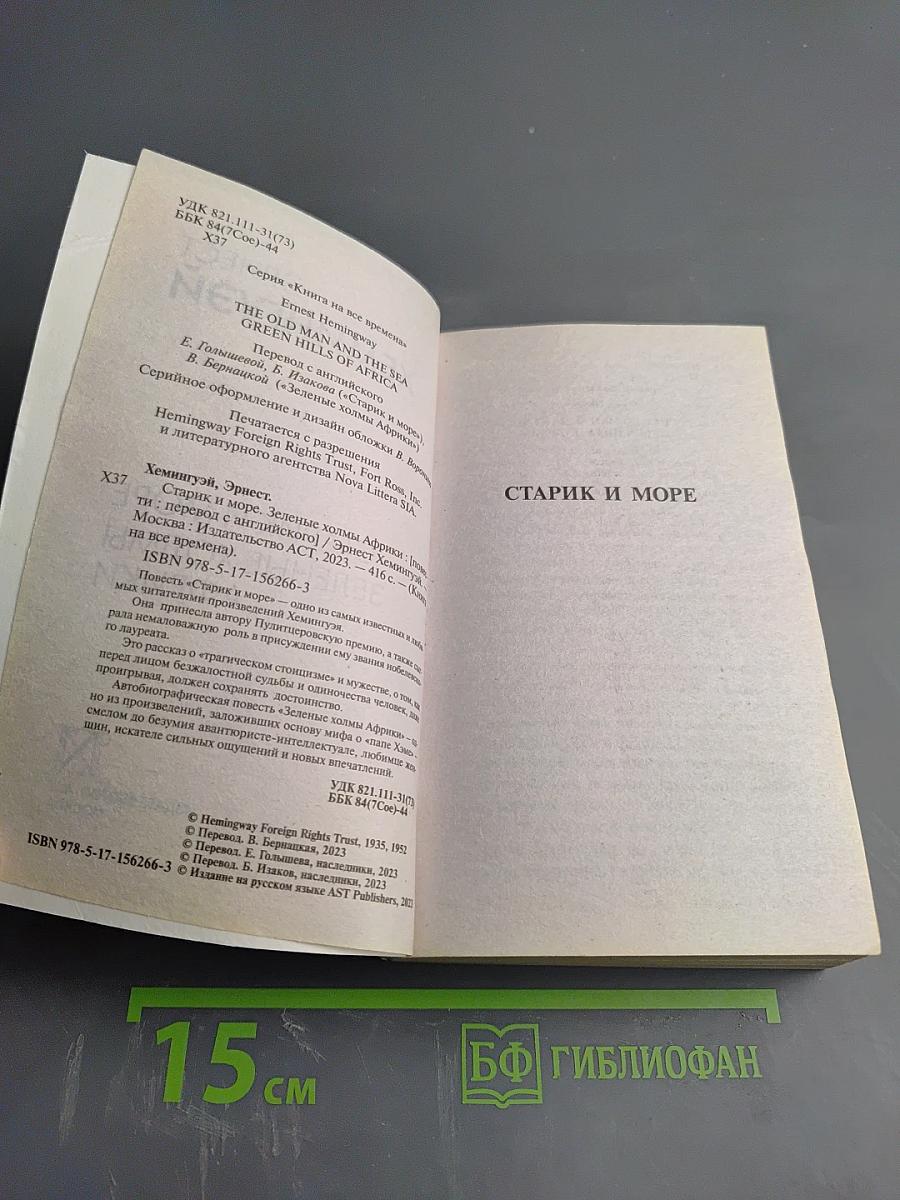 УДК 821.111-31(73)
ББК 84(7Сое)-44
Х37
Серия «Книга на все времена»
Ernest Hemingway
THE OLD MAN AND THE SEA
GREEN HILLS OF AFRICA
Перевод с английского
Е. Голышевой, Б. Изакова («Старик и море»),
В. Бернацкой («Зеленые холмы Африки»)
Серийное оформление и дизайн обложки В.
Печатается с разрешения
Hemingway Foreign Rights Trust, Fort Ross, Inc.
и литературного агентства Nova Littera SIA.
Хемингуэй, Эрнест.
Х37 Старик и море. Зеленые холмы Африки : [повес-
ти : перевод с английского] / Эрнест Хемингуэй. —
Москва : Издательство АСТ, 2023. — 416 с. — (Книга
на все времена).
ISBN 978-5-17-156266-3
Повесть «Старик и море» — одно из самых известных и люби-
мых читателями произведений Хемингуэя.
Она принесла автору Пулитцеровскую премию, а также сыг-
рала немаловажную роль в присуждении ему звания нобелевско-
го лауреата.
Это рассказ о «трагическом стоицизме» и мужестве, о том, как
перед лицом безжалостной судьбы и одиночества человек, даже
проигрывая, должен сохранять достоинство.
Автобиографическая повесть «Зеленые холмы Африки» – од-
но из произведений, заложивших основу мифа о «папе Хэме» -
смелом до безумия авантюристе-интеллектуале, любимце жен-
щин, искателе сильных ощущений и новых впечатлений.
УДК 821.111-31(73)
ББК 84(7Сое)-44
© Hemingway Foreign Rights Trust, 1935, 1952
© Перевод. В. Бернацкая, 2023
© Перевод. Е. Голышева, наследники, 2023
© Перевод. Б. Изаков, наследники, 2023
ISBN 978-5-17-156266-3 © Издание на русском языке AST Publishers, 2023
СТАРИК И МОРЕ
15 см
БФ ГИБЛИОФАН